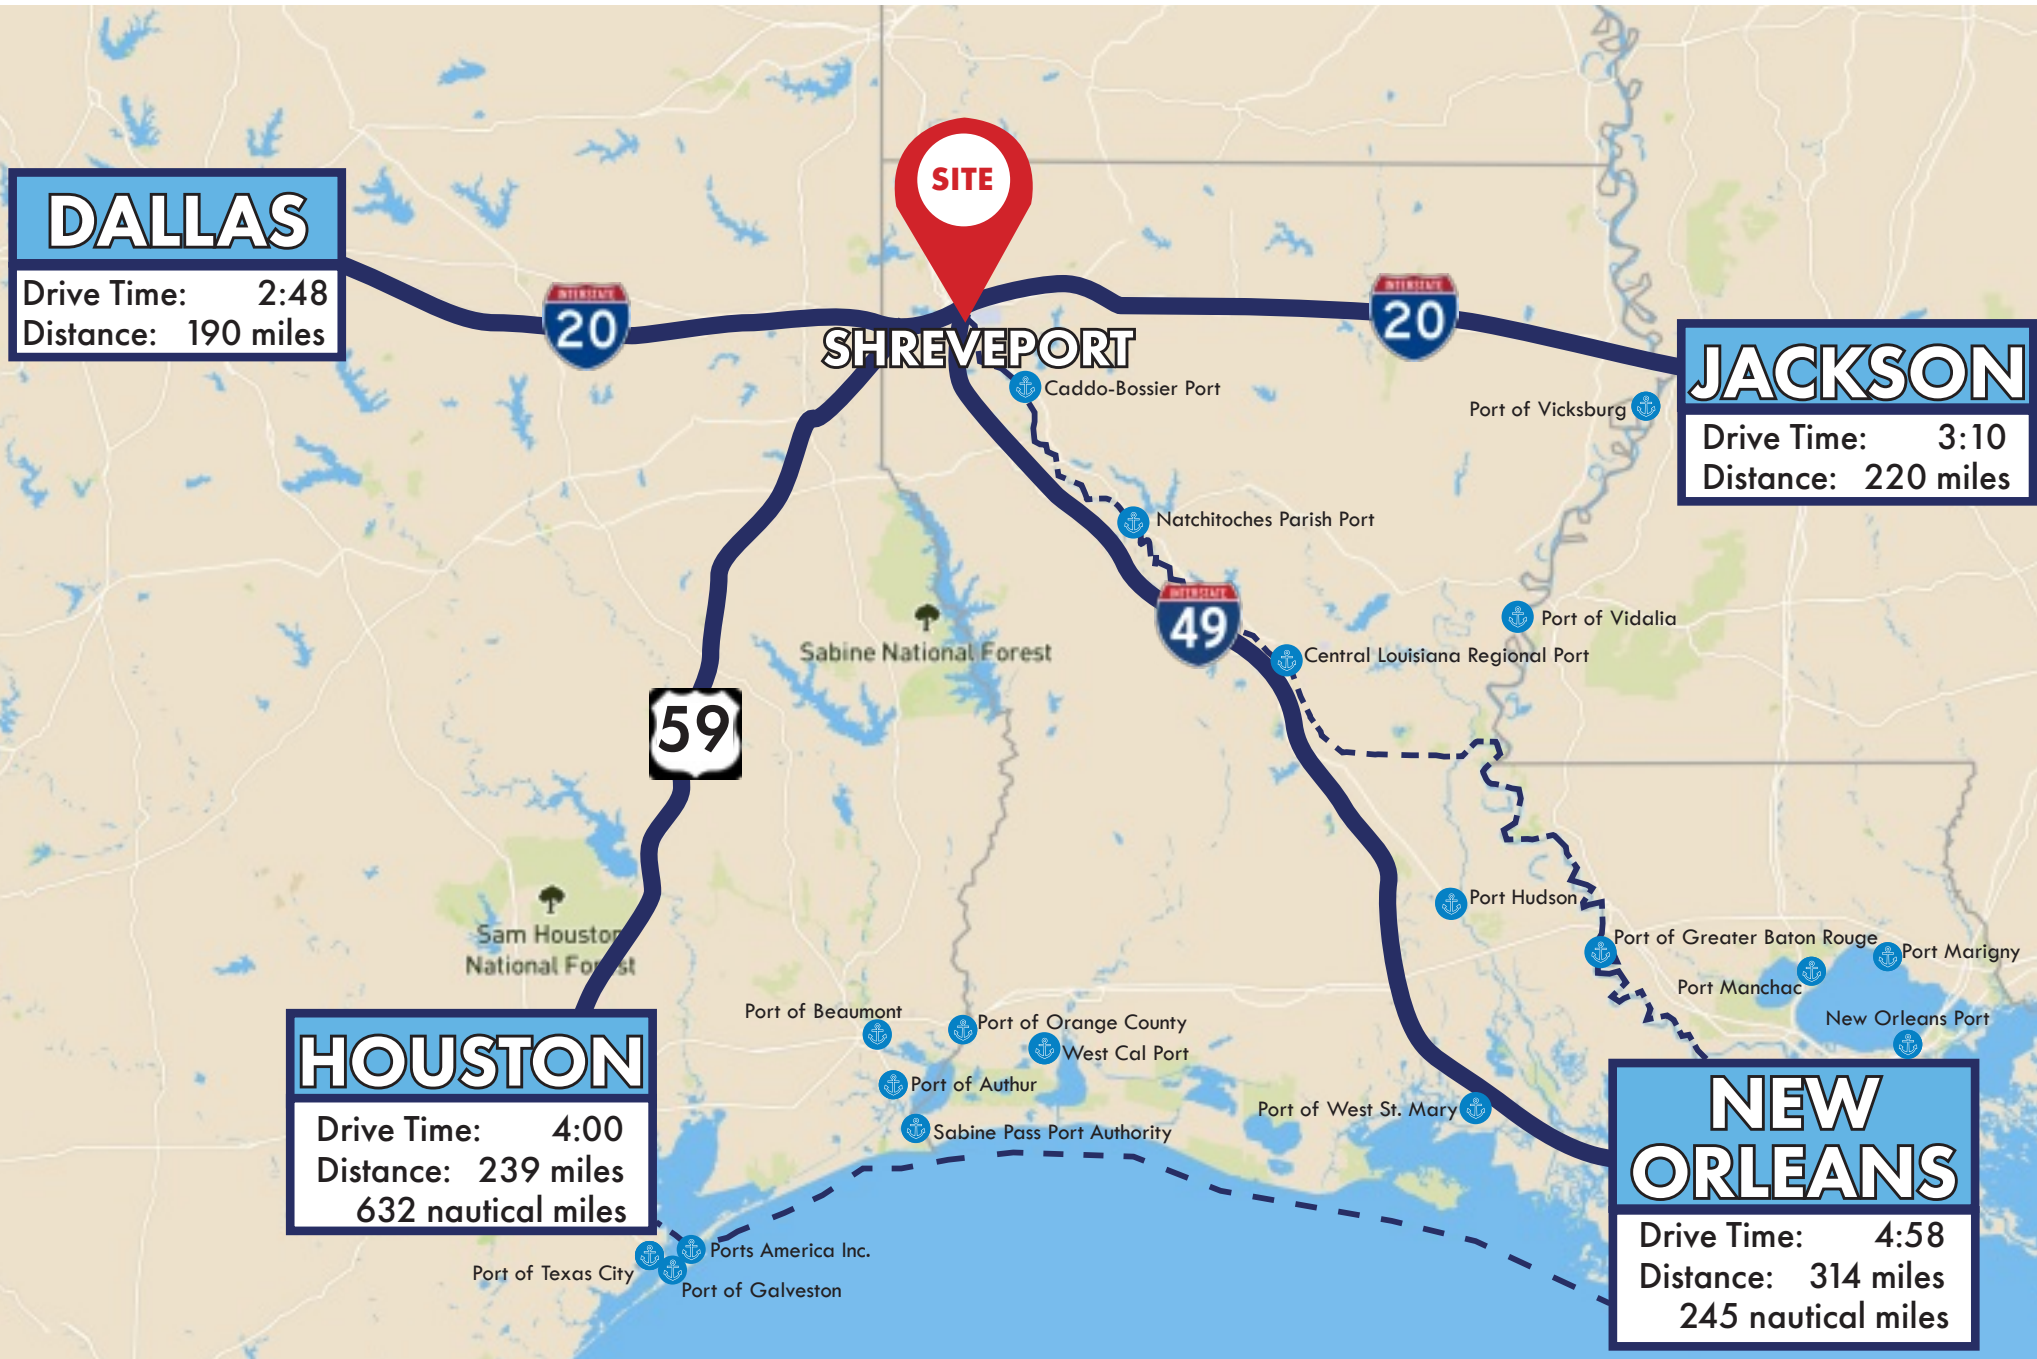 SITE
DALLAS
Drive Time: 2:48
Distance: 190 miles
INTERSTATE
20
INTERSTATE
20
SHREVEPORT
JACKSON
Drive Time: 3:10
Distance: 220 miles
Caddo-Bossier Port
Port of Vicksburg
Natchitoches Parish Port
INTERSTATE
49
Port of Vidalia
Sabine National Forest
Central Louisiana Regional Port
59
Port Hudson
Sam Houston
National Forest
Port of Greater Baton Rouge
Port Marigny
Port Manchac
New Orleans Port
Port of Beaumont
Port of Orange County
West Cal Port
Port of Authur
Sabine Pass Port Authority
Port of West St. Mary
HOUSTON
Drive Time: 4:00
Distance: 239 miles
632 nautical miles
NEW
ORLEANS
Drive Time: 4:58
Distance: 314 miles
245 nautical miles
Ports America Inc.
Port of Texas City
Port of Galveston